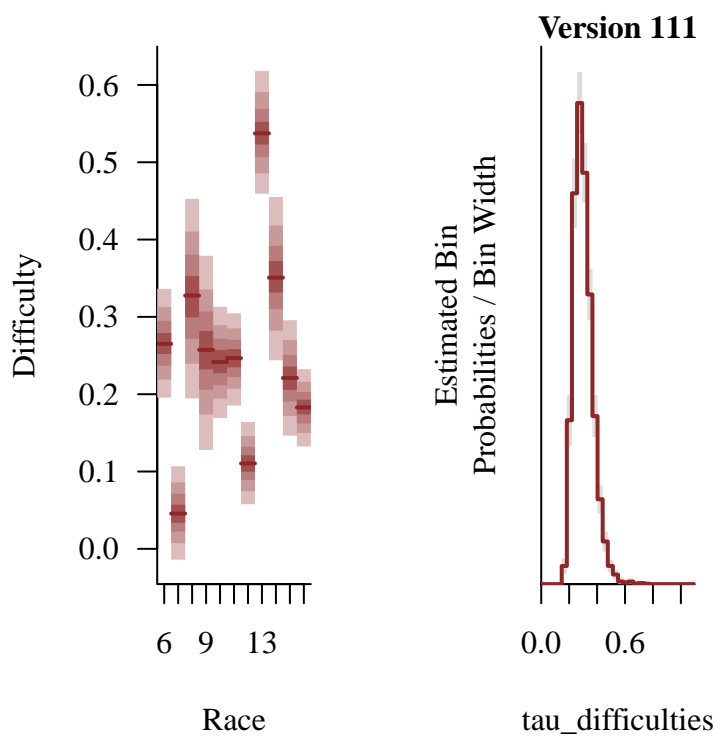 Version 111
Difficulty
0.6
0.5
0.4
0.3
0.2
0.1
0.0
6 9 13
Race
Estimated Bin
Probabilities / Bin Width
0.0 0.6
tau_difficulties